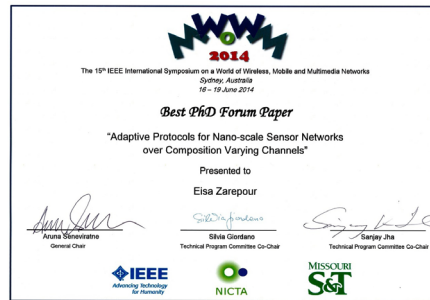 WOWMOM
2014
The 15th IEEE International Symposium on a World of Wireless, Mobile and Multimedia Networks
Sydney, Australia
16 – 19 June 2014
Best PhD Forum Paper
"Adaptive Protocols for Nano-scale Sensor Networks
over Composition Varying Channels"
Presented to
Eisa Zarepour
Aruna Seneviratne
General Chair
Silvia Giordano
Technical Program Committee Co-Chair
Sanjay Jha
Technical Program Committee Co-Chair
IEEE
Advancing Technology
for Humanity
NICTA
MISSOURI
S&T